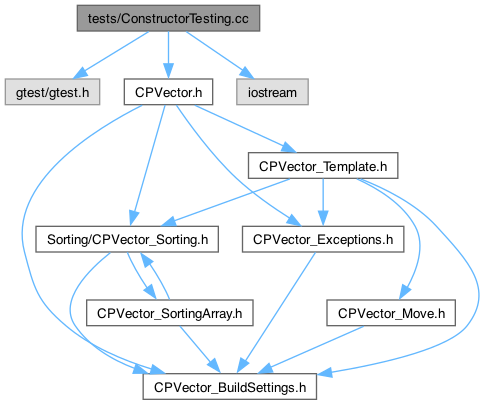 tests/ConstructorTesting.cc
gtest/gtest.h
CPVector.h
iostream
CPVector_Template.h
Sorting/CPVector_Sorting.h
CPVector_Exceptions.h
CPVector_SortingArray.h
CPVector_Move.h
CPVector_BuildSettings.h